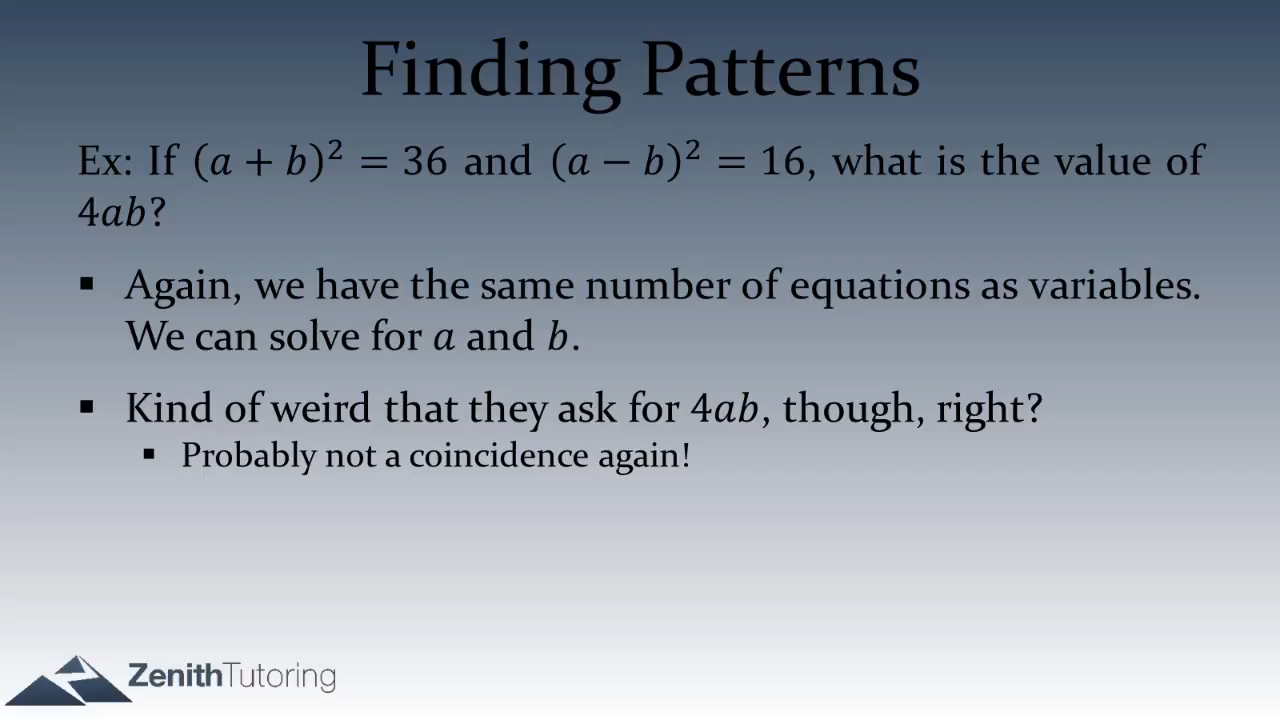 Finding Patterns
Ex: If (a + b)² = 36 and (a − b)² = 16, what is the value of
4ab?
▪ Again, we have the same number of equations as variables.
We can solve for a and b.
▪ Kind of weird that they ask for 4ab, though, right?
▪ Probably not a coincidence again!
ZenithTutoring